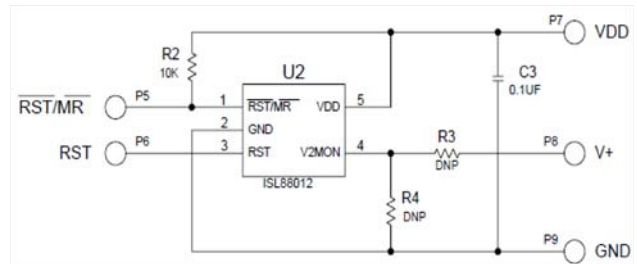 P7 VDD
R2
10K
U2
C3
0.1UF
RST/MR P5 1 RST/MR VDD 5
2 GND
R3
RST P6 3 RST V2MON 4 P8 V+
DNP
ISL88012
R4
DNP
P9 GND